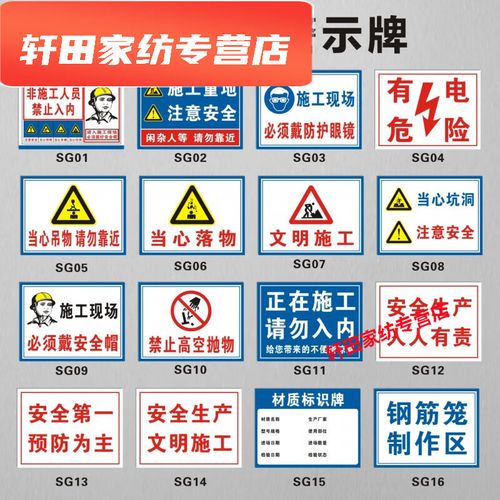 轩田家纺专营店
示牌
非施工人员
禁止入内
进入施工现场
必须戴好安全帽
SG01
施工重地
注意安全
闲杂人等 请勿靠近
SG02
施工现场
必须戴防护眼镜
SG03
有电
危险
SG04
当心吊物 请勿靠近
SG05
当心落物
SG06
文明施工
SG07
当心坑洞
注意安全
SG08
施工现场
必须戴安全帽
SG09
禁止高空抛物
SG10
正在施工
请勿入内
给您带来的不便
SG11
安全生产
人人有责
轩田家纺专营店
SG12
安全第一
预防为主
SG13
安全生产
文明施工
SG14
材质标识牌
材质名称
生产厂家
型号规格
使用部位
进场日期
进场数量
检验日期
检验状态
SG15
钢筋笼
制作区
SG16